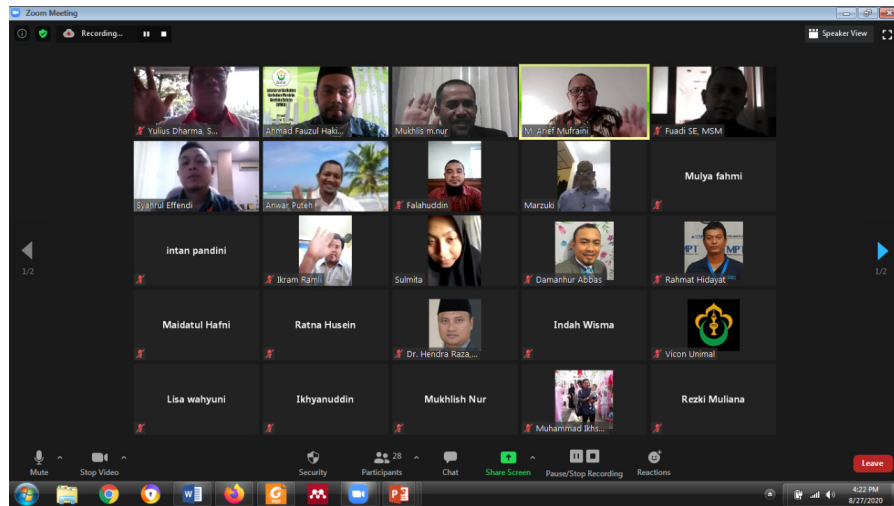 Zoom Meeting
Recording...
Speaker View
Yulius Dharma, S...
Ahmad Fauzul Haki...
Mukhlis m.nur
M. Arief Mufraini
Fuadi SE, MSM
Syahrul Effendi
Anwar Puteh
Falahuddin
Marzuki
Mulya fahmi
intan pandini
Ikram Ramli
Sulmita
Damanhur Abbas
Rahmat Hidayat
1/2
1/2
Maidatul Hafni
Ratna Husein
Dr. Hendra Raza,...
Indah Wisma
Vicon Unimal
Lisa wahyuni
Ikhyanuddin
Mukhlish Nur
Muhammad Ikhs...
Rezki Muliana
Mute
Stop Video
Security
Participants
28
Chat
Share Screen
Pause/Stop Recording
Reactions
Leave
4:22 PM
8/27/2020